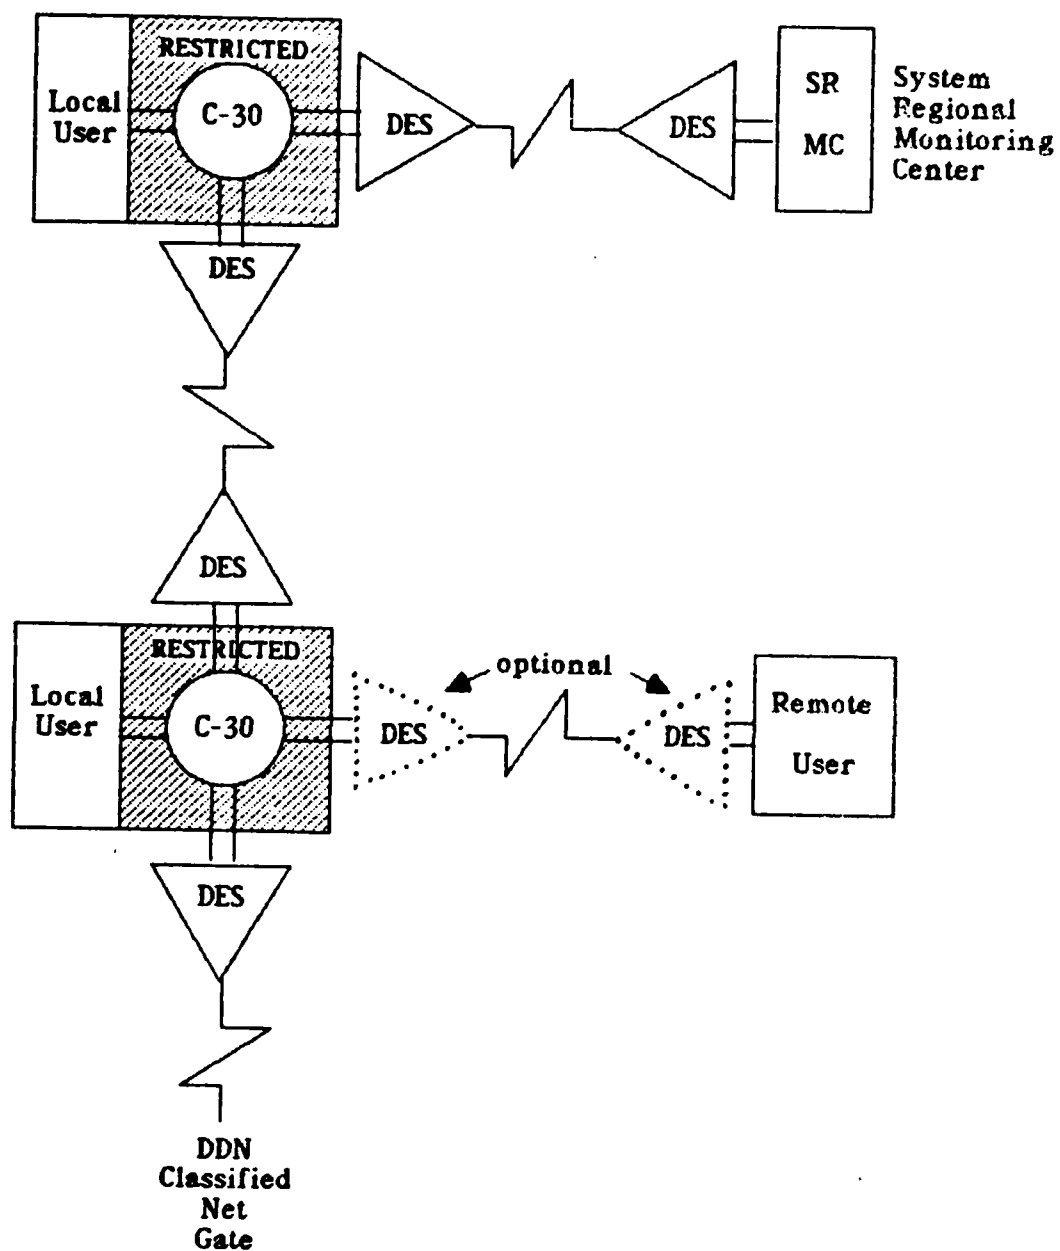 RESTRICTED
Local
User
C-30
DES
DES
SR
MC
System
Regional
Monitoring
Center
DES
DES
RESTRICTED
Local
User
C-30
optional
DES
DES
Remote
User
DES
DDN
Classified
Net
Gate